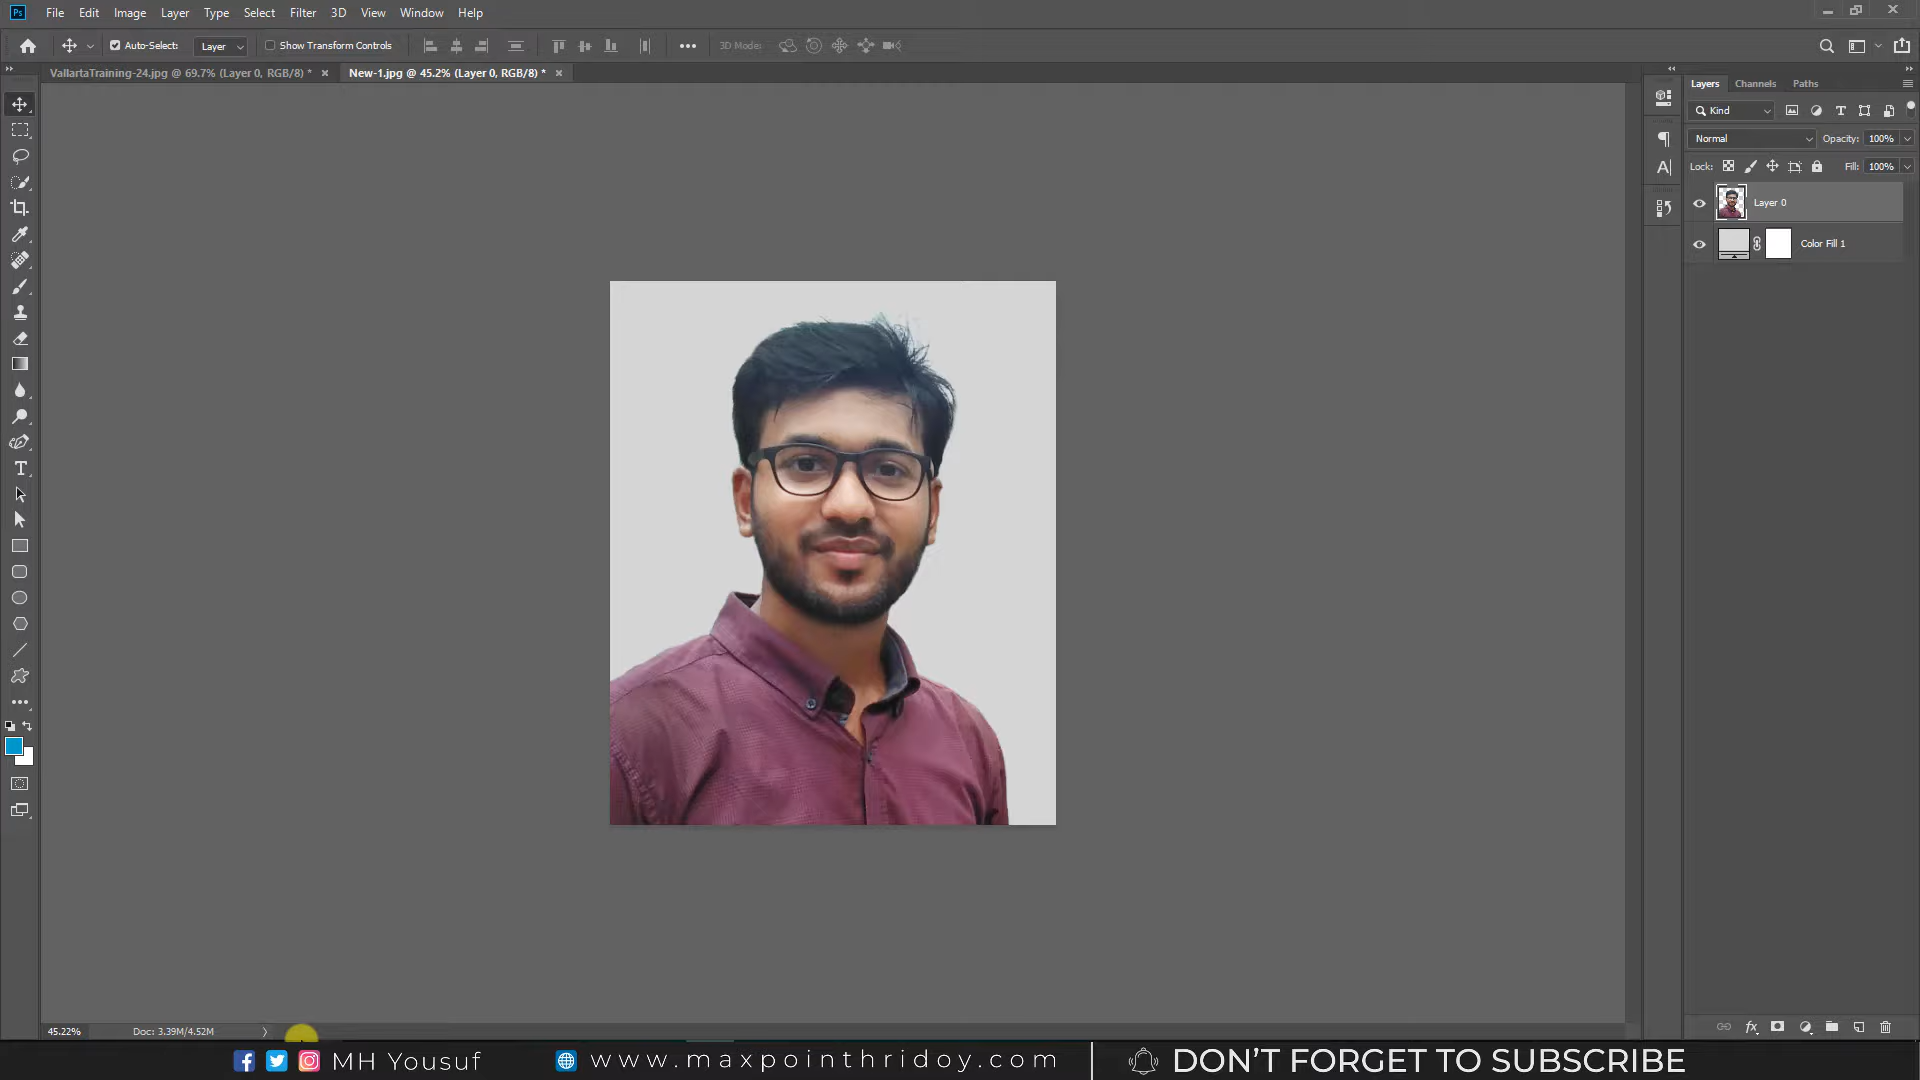 Ps File Edit Image Layer Type Select Filter 3D View Window Help
Auto-Select: Layer Show Transform Controls 3D Mode:
VallartaTraining-24.jpg @ 69.7% (Layer 0, RGB/8) * New-1.jpg @ 45.2% (Layer 0, RGB/8) *
Layers Channels Paths
Kind
Normal Opacity: 100%
Lock: Fill: 100%
Layer 0
Color Fill 1
45.22% Doc: 3.39M/4.52M
MH Yousuf www.maxpointhridoy.com DON'T FORGET TO SUBSCRIBE